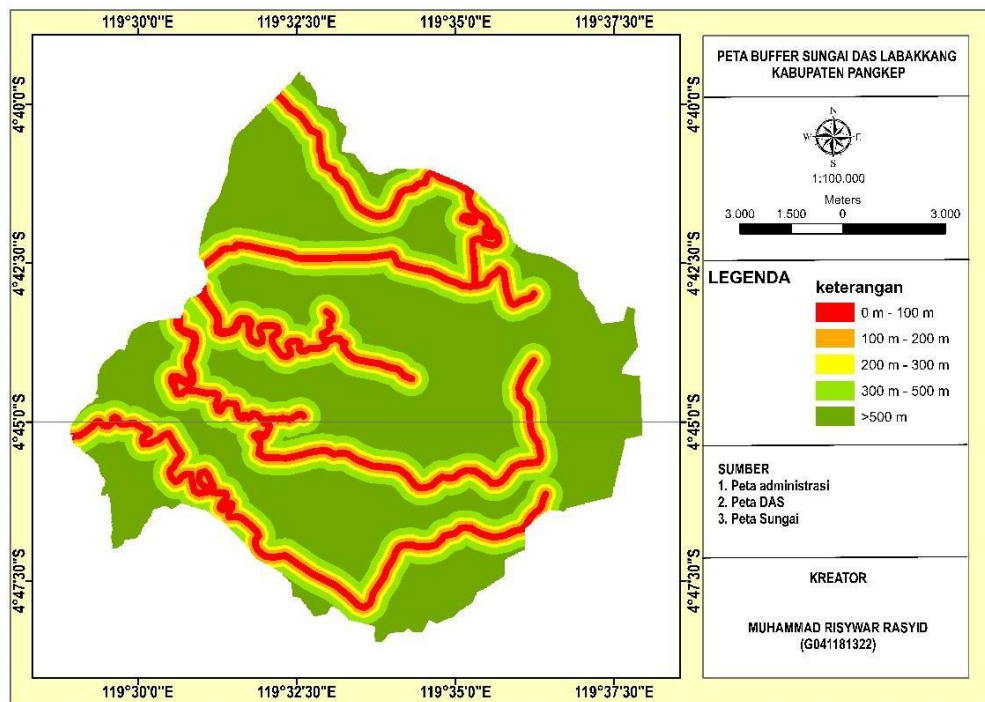 119°30'0"E 119°32'30"E 119°35'0"E 119°37'30"E
4°40'0"S 4°40'0"S
4°42'30"S 4°42'30"S
4°45'0"S 4°45'0"S
4°47'30"S 4°47'30"S
119°30'0"E 119°32'30"E 119°35'0"E 119°37'30"E
PETA BUFFER SUNGAI DAS LABAKKANG
KABUPATEN PANGKEP
N
W E
S
1:100.000
Meters
3.000 1.500 0 3.000
LEGENDA
keterangan
0 m - 100 m
100 m - 200 m
200 m - 300 m
300 m - 500 m
>500 m
SUMBER
1. Peta administrasi
2. Peta DAS
3. Peta Sungai
KREATOR
MUHAMMAD RISYWAR RASYID
(G041181322)